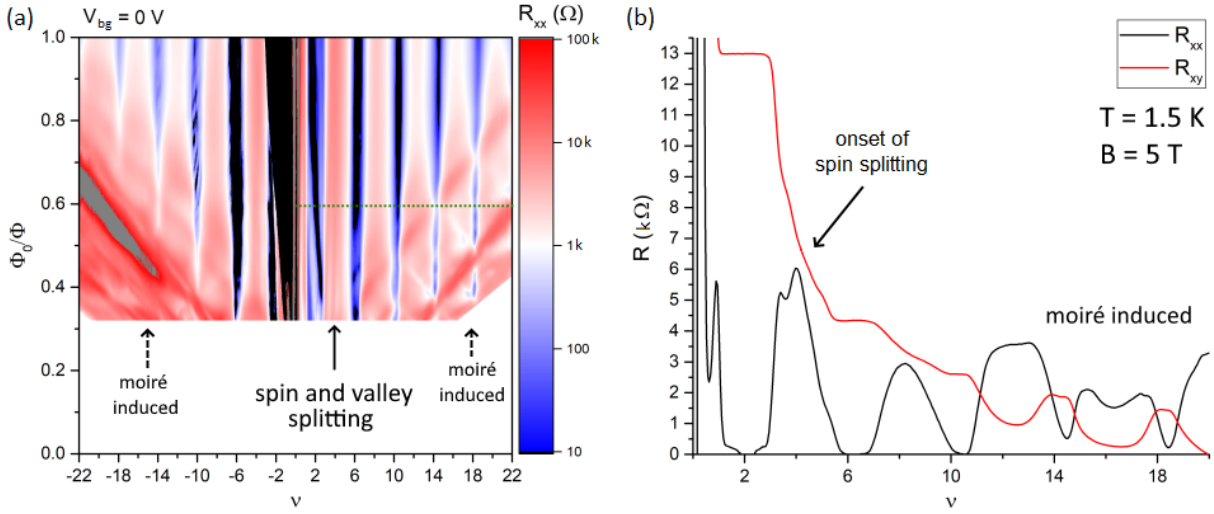 (a)
V_bg = 0 V
R_xx (Ω)
1.0
0.8
0.6
0.4
0.2
0.0
Φ₀/Φ
-22 -18 -14 -10 -6 -2 2 6 10 14 18 22
ν
moiré
induced
spin and valley
splitting
moiré
induced
100k
10k
1k
100
10
(b)
R_xx
R_xy
T = 1.5 K
B = 5 T
onset of
spin splitting
moiré induced
13
12
11
10
9
8
7
6
5
4
3
2
1
0
R (kΩ)
2 6 10 14 18
ν